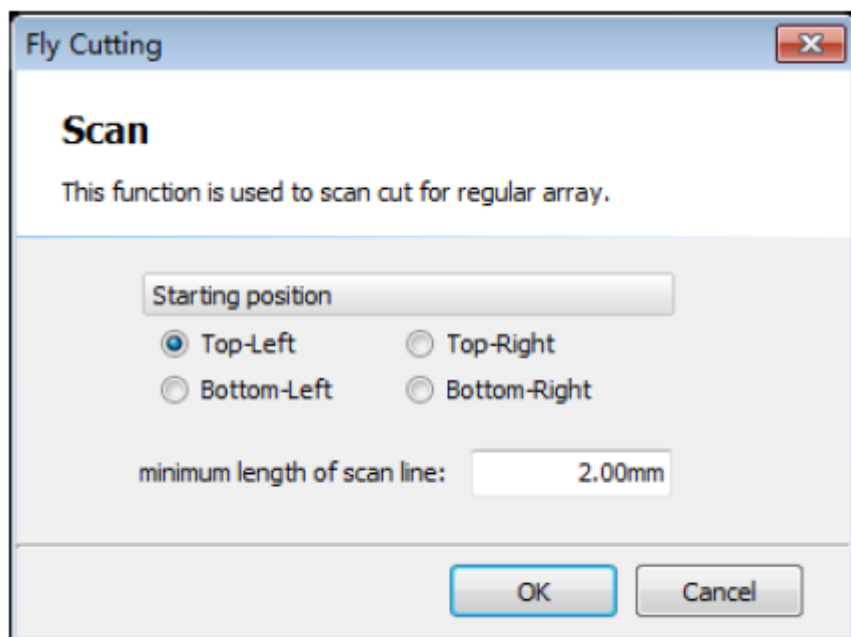 Fly Cutting
Scan
This function is used to scan cut for regular array.
Starting position
Top-Left Top-Right
Bottom-Left Bottom-Right
minimum length of scan line: 2.00mm
OK Cancel